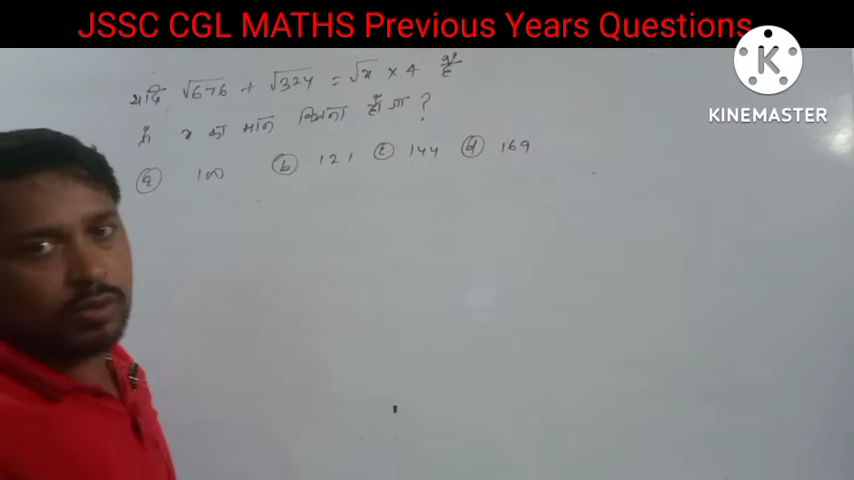 JSSC CGL MATHS Previous Years Questions
KINEMASTER
यदि √676 + √324 = √x × 4 है
तो x का मान कितना होगा ?
(a) 100 (b) 121 (c) 144 (d) 169